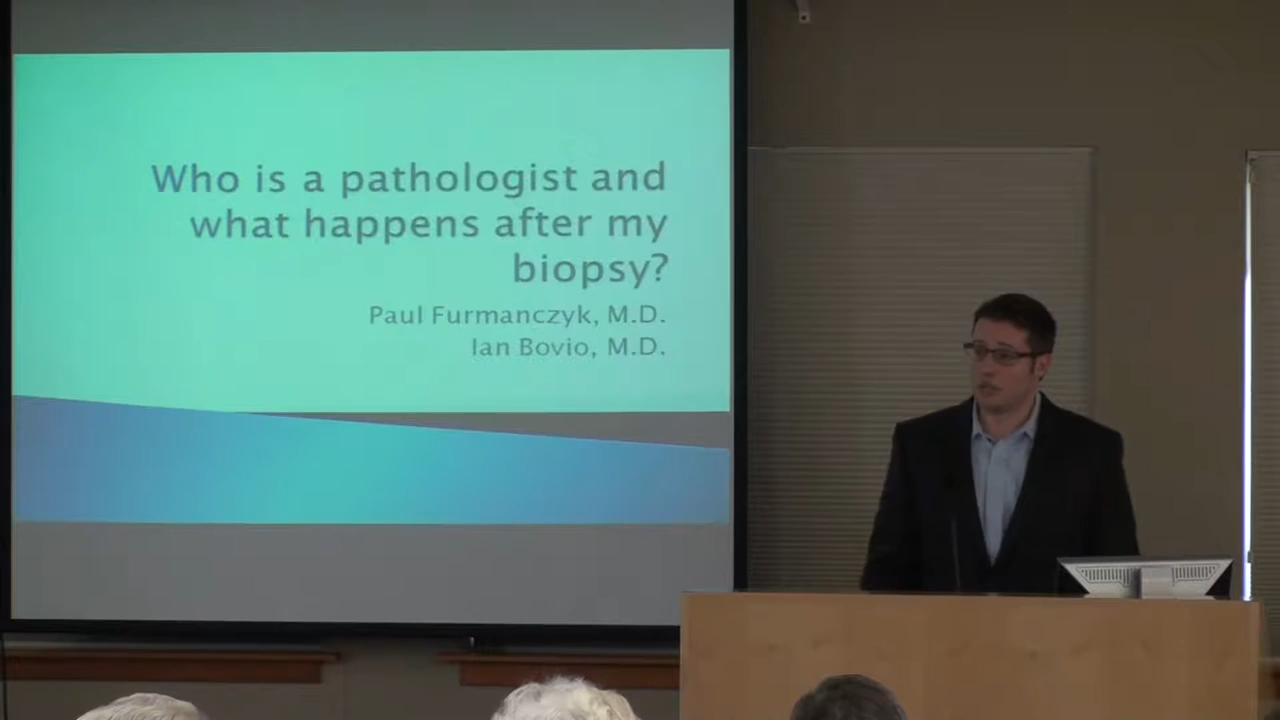 Who is a pathologist and
what happens after my
biopsy?
Paul Furmanczyk, M.D.
Ian Bovio, M.D.